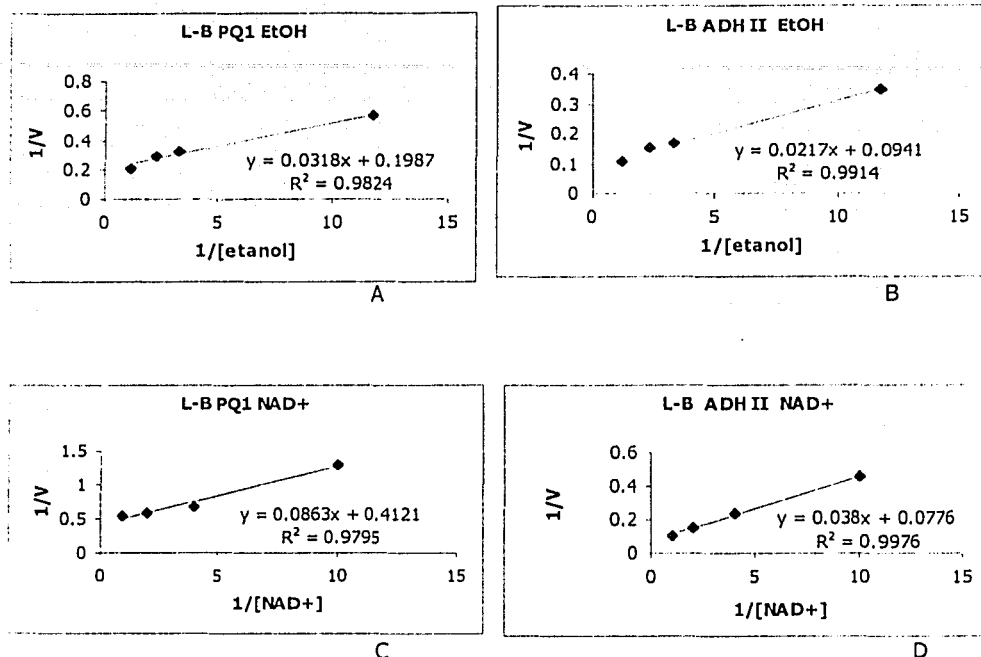 L-B PQ1 EtOH
0.8
0.6
0.4
0.2
0
1/V
y = 0.0318x + 0.1987
R² = 0.9824
0 5 10 15
1/[etanol]
A
L-B ADH II EtOH
0.4
0.3
0.2
0.1
0
1/V
y = 0.0217x + 0.0941
R² = 0.9914
0 5 10 15
1/[etanol]
B
L-B PQ1 NAD+
1.5
1
0.5
0
1/V
y = 0.0863x + 0.4121
R² = 0.9795
0 5 10 15
1/[NAD+]
C
L-B ADH II NAD+
0.6
0.4
0.2
0
1/V
y = 0.038x + 0.0776
R² = 0.9976
0 5 10 15
1/[NAD+]
D